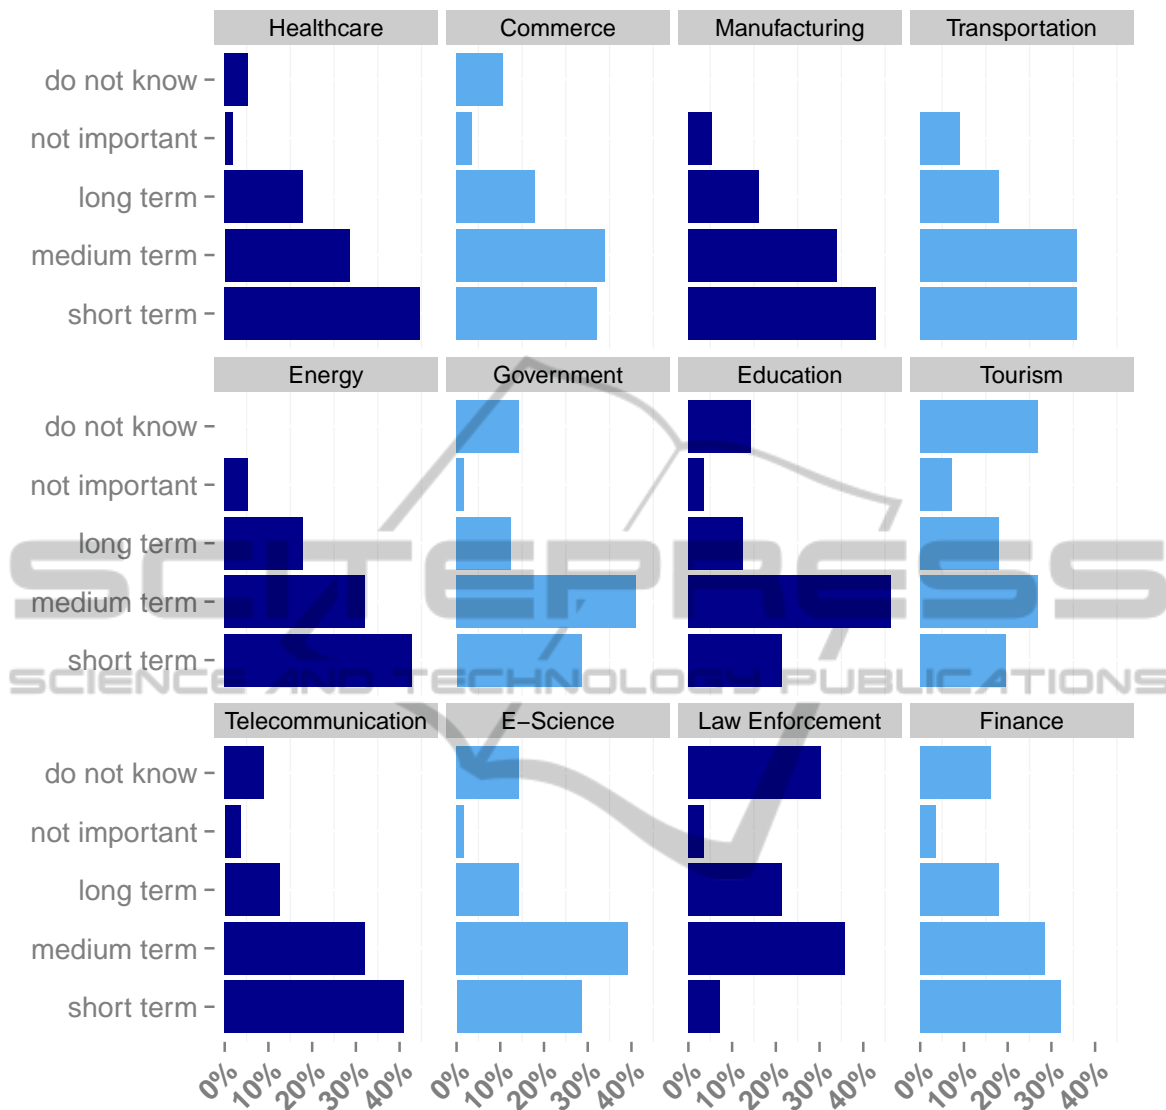 Healthcare Commerce Manufacturing Transportation
do not know
not important
long term
medium term
short term
Energy Government Education Tourism
do not know
not important
long term
medium term
short term
SCITEPRESS
SCIENCE AND TECHNOLOGY PUBLICATIONS
Telecommunication E−Science Law Enforcement Finance
do not know
not important
long term
medium term
short term
0% 10% 20% 30% 40% 0% 10% 20% 30% 40% 0% 10% 20% 30% 40% 0% 10% 20% 30% 40%